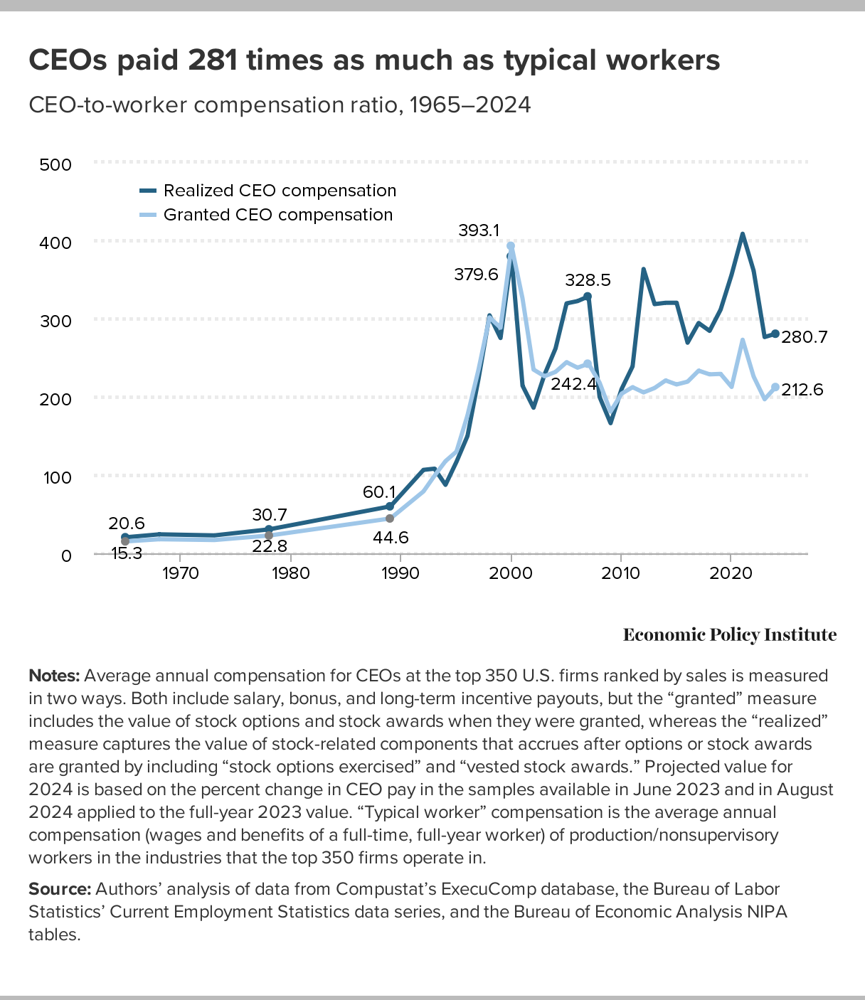 CEOs paid 281 times as much as typical workers
CEO-to-worker compensation ratio, 1965–2024
500
Realized CEO compensation
Granted CEO compensation
393.1
400
379.6
328.5
300
280.7
242.4
212.6
200
100
60.1
20.6
30.7
44.6
22.8
15.3
0
1970
1980
1990
2000
2010
2020
Economic Policy Institute
Notes: Average annual compensation for CEOs at the top 350 U.S. firms ranked by sales is measured
in two ways. Both include salary, bonus, and long-term incentive payouts, but the “granted” measure
includes the value of stock options and stock awards when they were granted, whereas the “realized”
measure captures the value of stock-related components that accrues after options or stock awards
are granted by including “stock options exercised” and “vested stock awards.” Projected value for
2024 is based on the percent change in CEO pay in the samples available in June 2023 and in August
2024 applied to the full-year 2023 value. “Typical worker” compensation is the average annual
compensation (wages and benefits of a full-time, full-year worker) of production/nonsupervisory
workers in the industries that the top 350 firms operate in.
Source: Authors’ analysis of data from Compustat’s ExecuComp database, the Bureau of Labor
Statistics’ Current Employment Statistics data series, and the Bureau of Economic Analysis NIPA
tables.